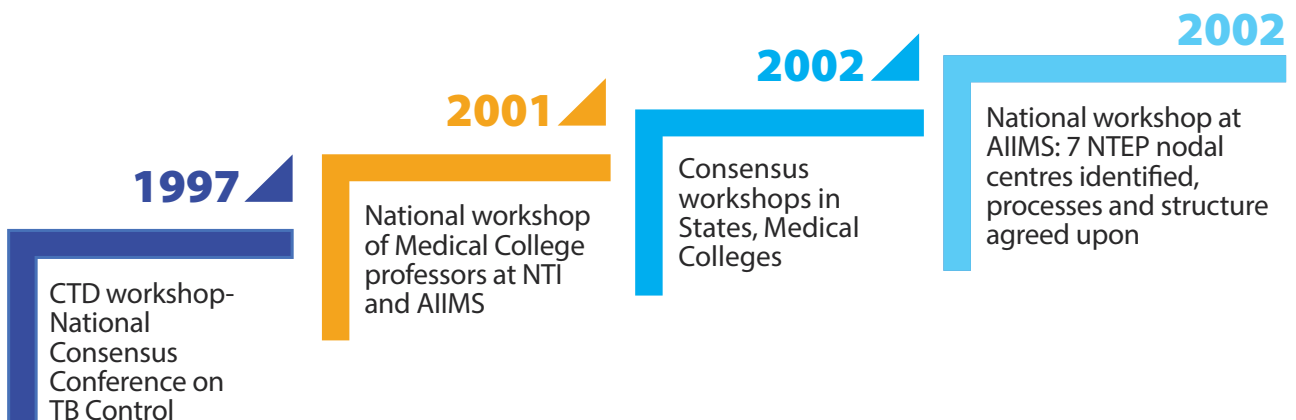 1997
CTD workshop-
National
Consensus
Conference on
TB Control
2001
National workshop
of Medical College
professors at NTI
and AIIMS
2002
Consensus
workshops in
States, Medical
Colleges
2002
National workshop at
AIIMS: 7 NTEP nodal
centres identified,
processes and structure
agreed upon